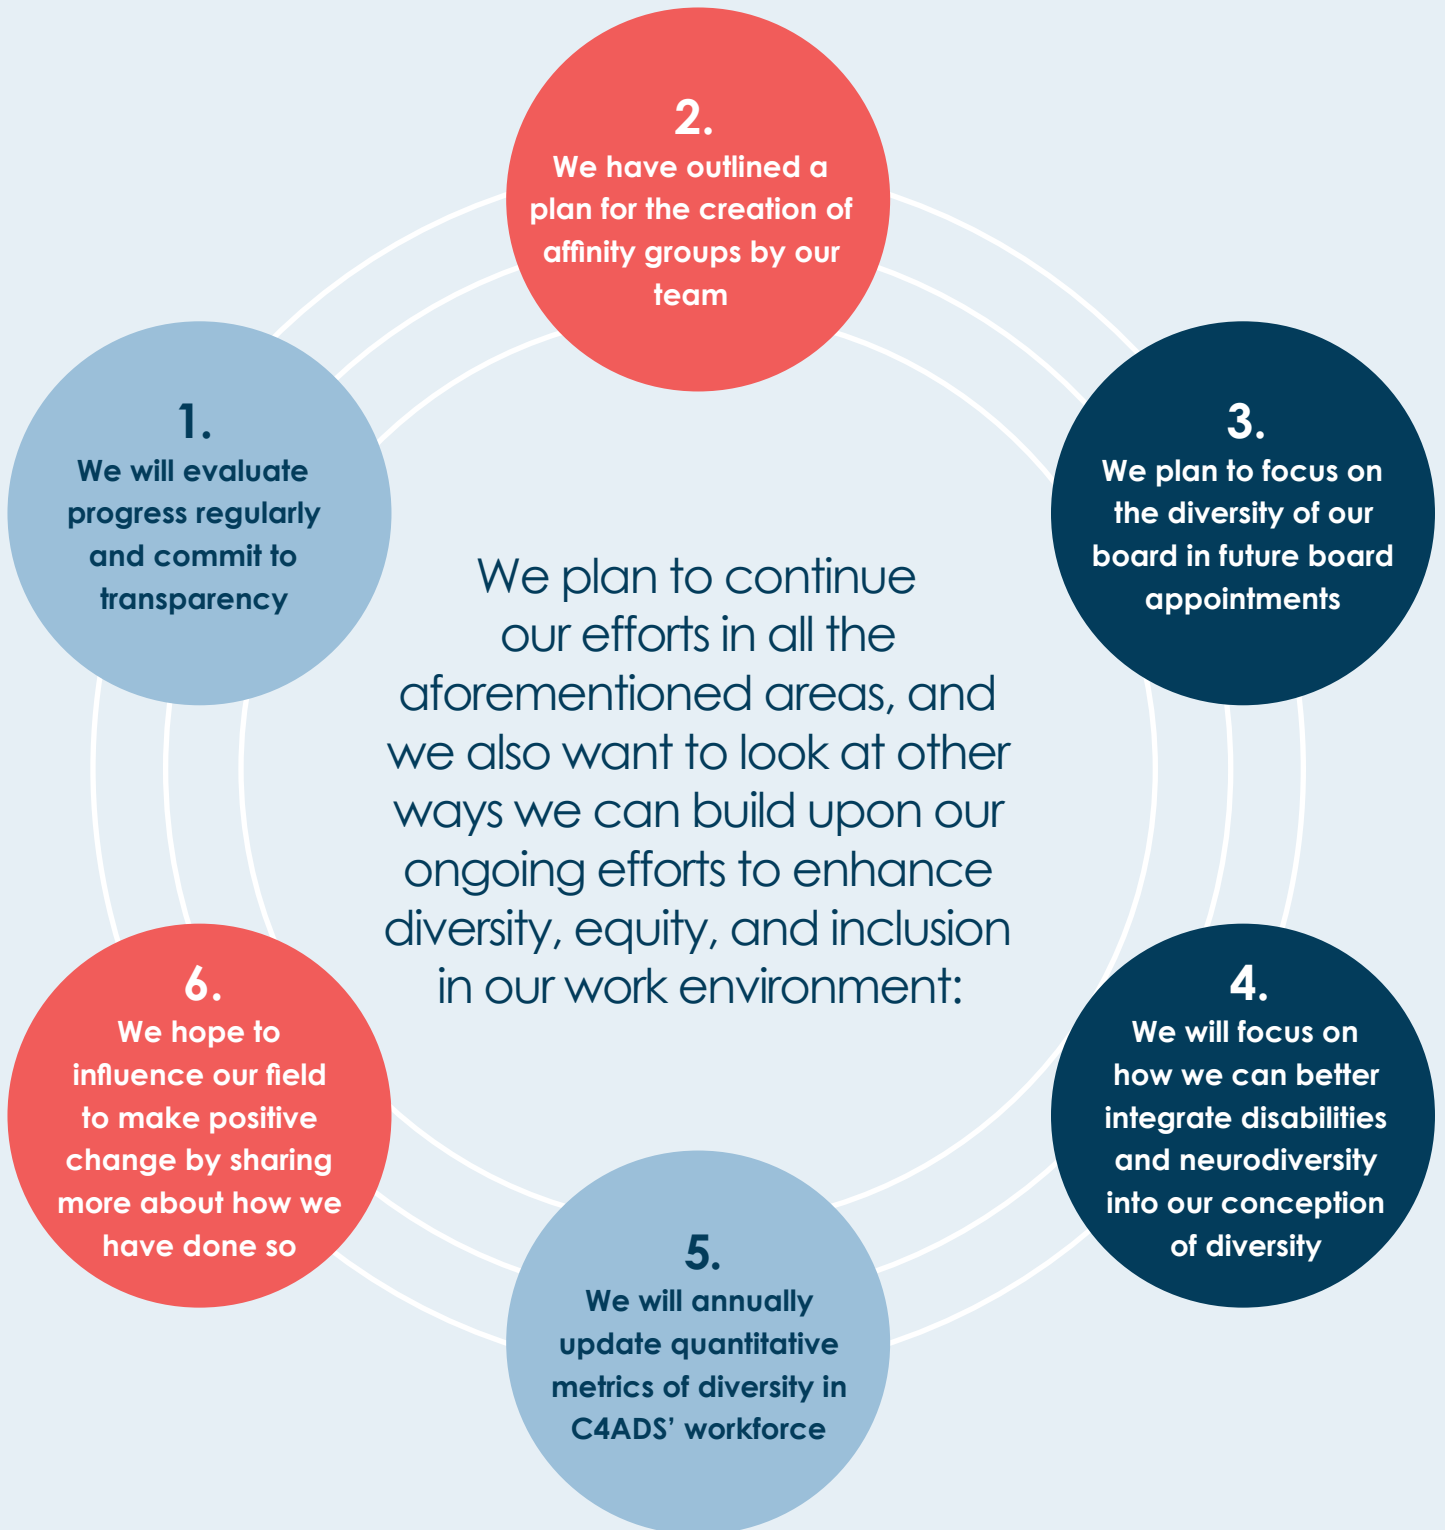 We plan to continue
our efforts in all the
aforementioned areas, and
we also want to look at other
ways we can build upon our
ongoing efforts to enhance
diversity, equity, and inclusion
in our work environment:
1.
We will evaluate
progress regularly
and commit to
transparency
2.
We have outlined a
plan for the creation of
affinity groups by our
team
3.
We plan to focus on
the diversity of our
board in future board
appointments
4.
We will focus on
how we can better
integrate disabilities
and neurodiversity
into our conception
of diversity
5.
We will annually
update quantitative
metrics of diversity in
C4ADS’ workforce
6.
We hope to
influence our field
to make positive
change by sharing
more about how we
have done so